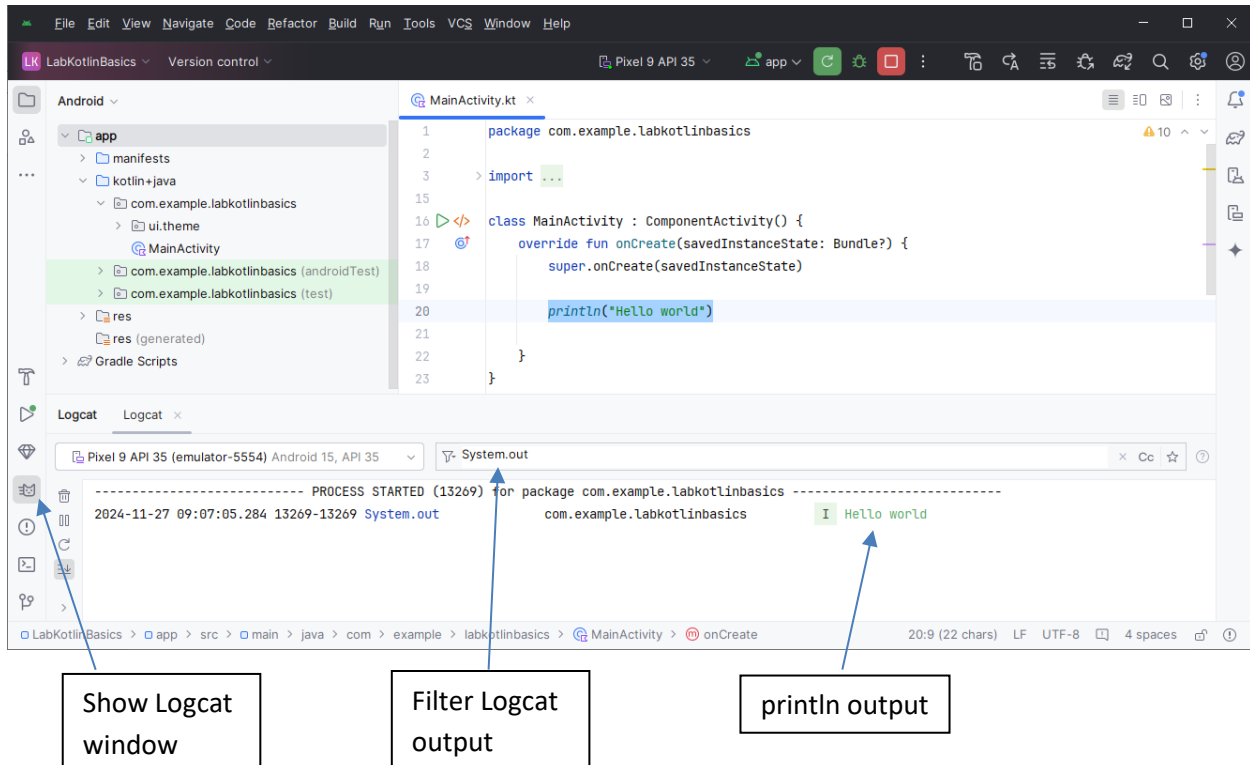 File Edit View Navigate Code Refactor Build Run Tools VCS Window Help
LK LabKotlinBasics Version control Pixel 9 API 35 app
Android
MainActivity.kt
app
manifests
kotlin+java
com.example.labkotlinbasics
ui.theme
MainActivity
com.example.labkotlinbasics (androidTest)
com.example.labkotlinbasics (test)
res
res (generated)
Gradle Scripts
10
1 package com.example.labkotlinbasics
2
3 import ...
15
16 class MainActivity : ComponentActivity() {
17 override fun onCreate(savedInstanceState: Bundle?) {
18 super.onCreate(savedInstanceState)
19
20 println("Hello world")
21
22 }
23 }
Logcat Logcat
Pixel 9 API 35 (emulator-5554) Android 15, API 35 System.out Cc
--------------------------- PROCESS STARTED (13269) for package com.example.labkotlinbasics ---------------------------
2024-11-27 09:07:05.284 13269-13269 System.out com.example.labkotlinbasics I Hello world
LabKotlinBasics > app > src > main > java > com > example > labkotlinbasics > MainActivity > onCreate 20:9 (22 chars) LF UTF-8 4 spaces
Show Logcat
window
Filter Logcat
output
println output